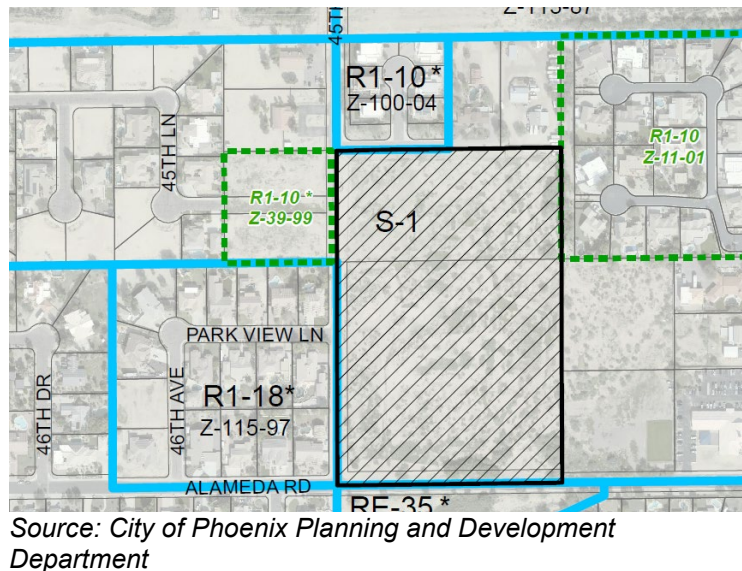 Z-115-87
45TH
R1-10 *
Z-100-04
45TH LN
R1-10
Z-11-01
R1-10 *
Z-39-99
S-1
PARK VIEW LN
R1-18*
Z-115-97
46TH DR
46TH AVE
ALAMEDA RD
RE-35 *
Source: City of Phoenix Planning and Development
Department